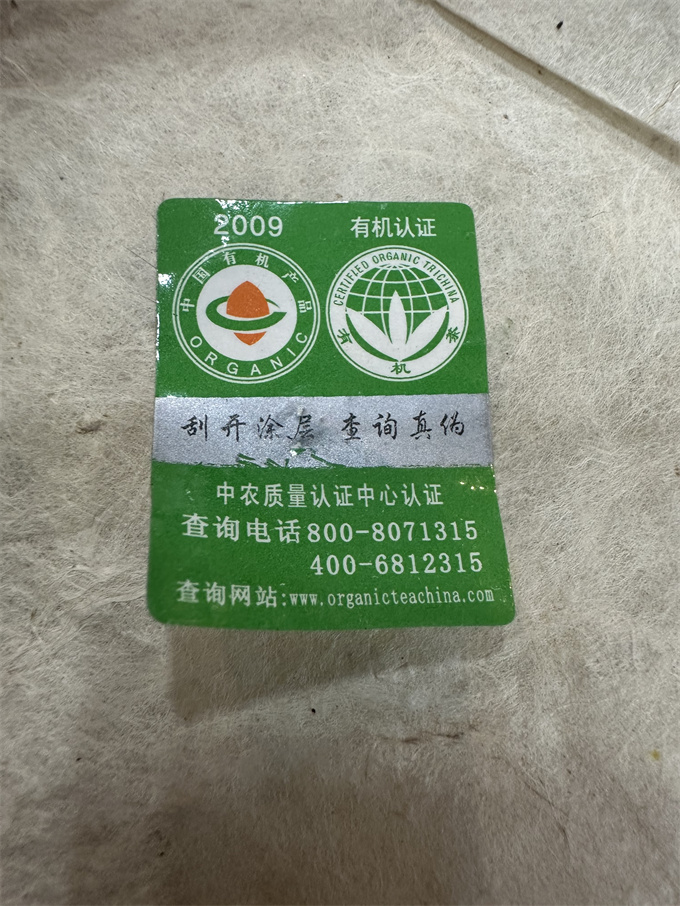 2009
有机认证
中国有机产品
ORGANIC
CERTIFIED ORGANIC TRICHINA
有机茶
刮开涂层 查询真伪
中农质量认证中心认证
查询电话800-8071315
400-6812315
查询网站:www.organicteachina.com